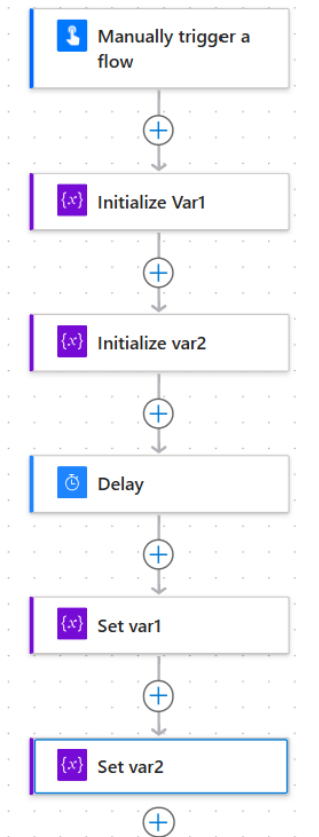 Manually trigger a
flow
{x} Initialize Var1
{x} Initialize var2
Delay
{x} Set var1
{x} Set var2